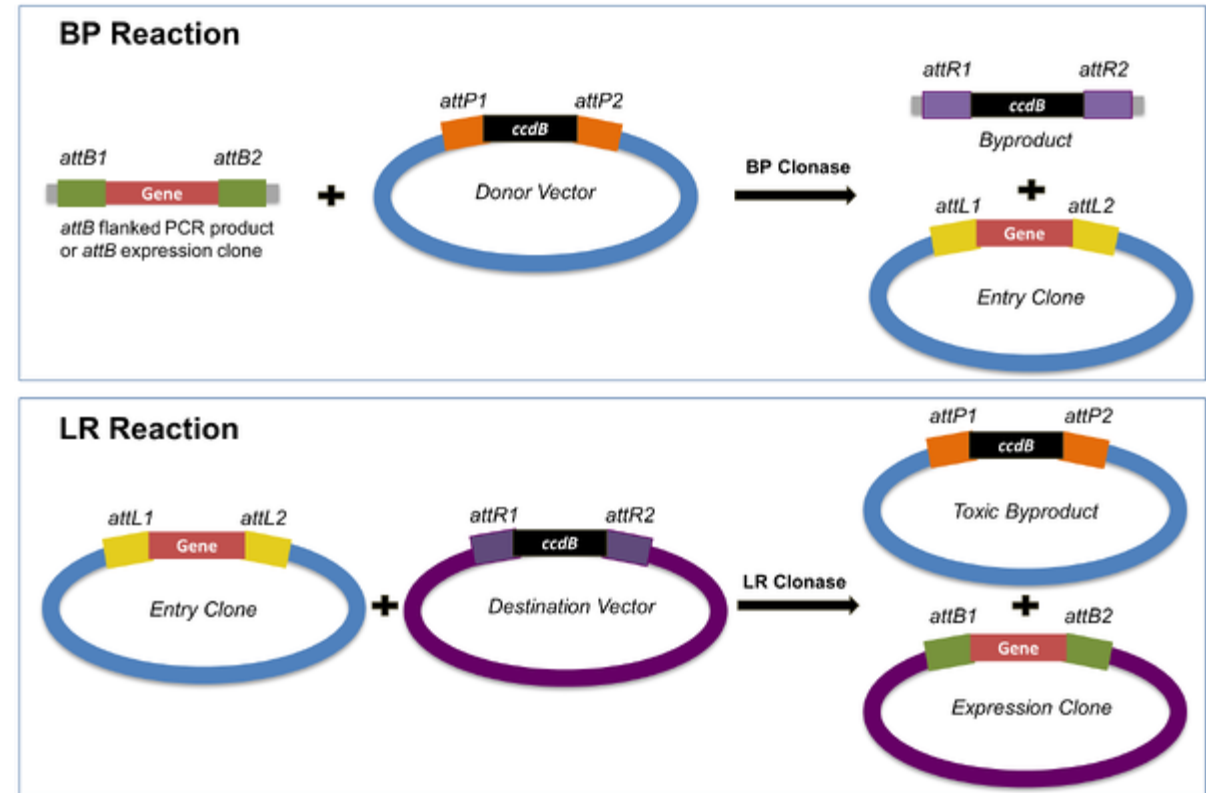 BP Reaction
attB1
attB2
Gene
attB flanked PCR product
or attB expression clone
+
attP1
attP2
ccdB
Donor Vector
BP Clonase
attR1
attR2
ccdB
Byproduct
+
attL1
attL2
Gene
Entry Clone
LR Reaction
attL1
attL2
Gene
Entry Clone
+
attR1
attR2
ccdB
Destination Vector
LR Clonase
attP1
attP2
ccdB
Toxic Byproduct
+
attB1
attB2
Gene
Expression Clone